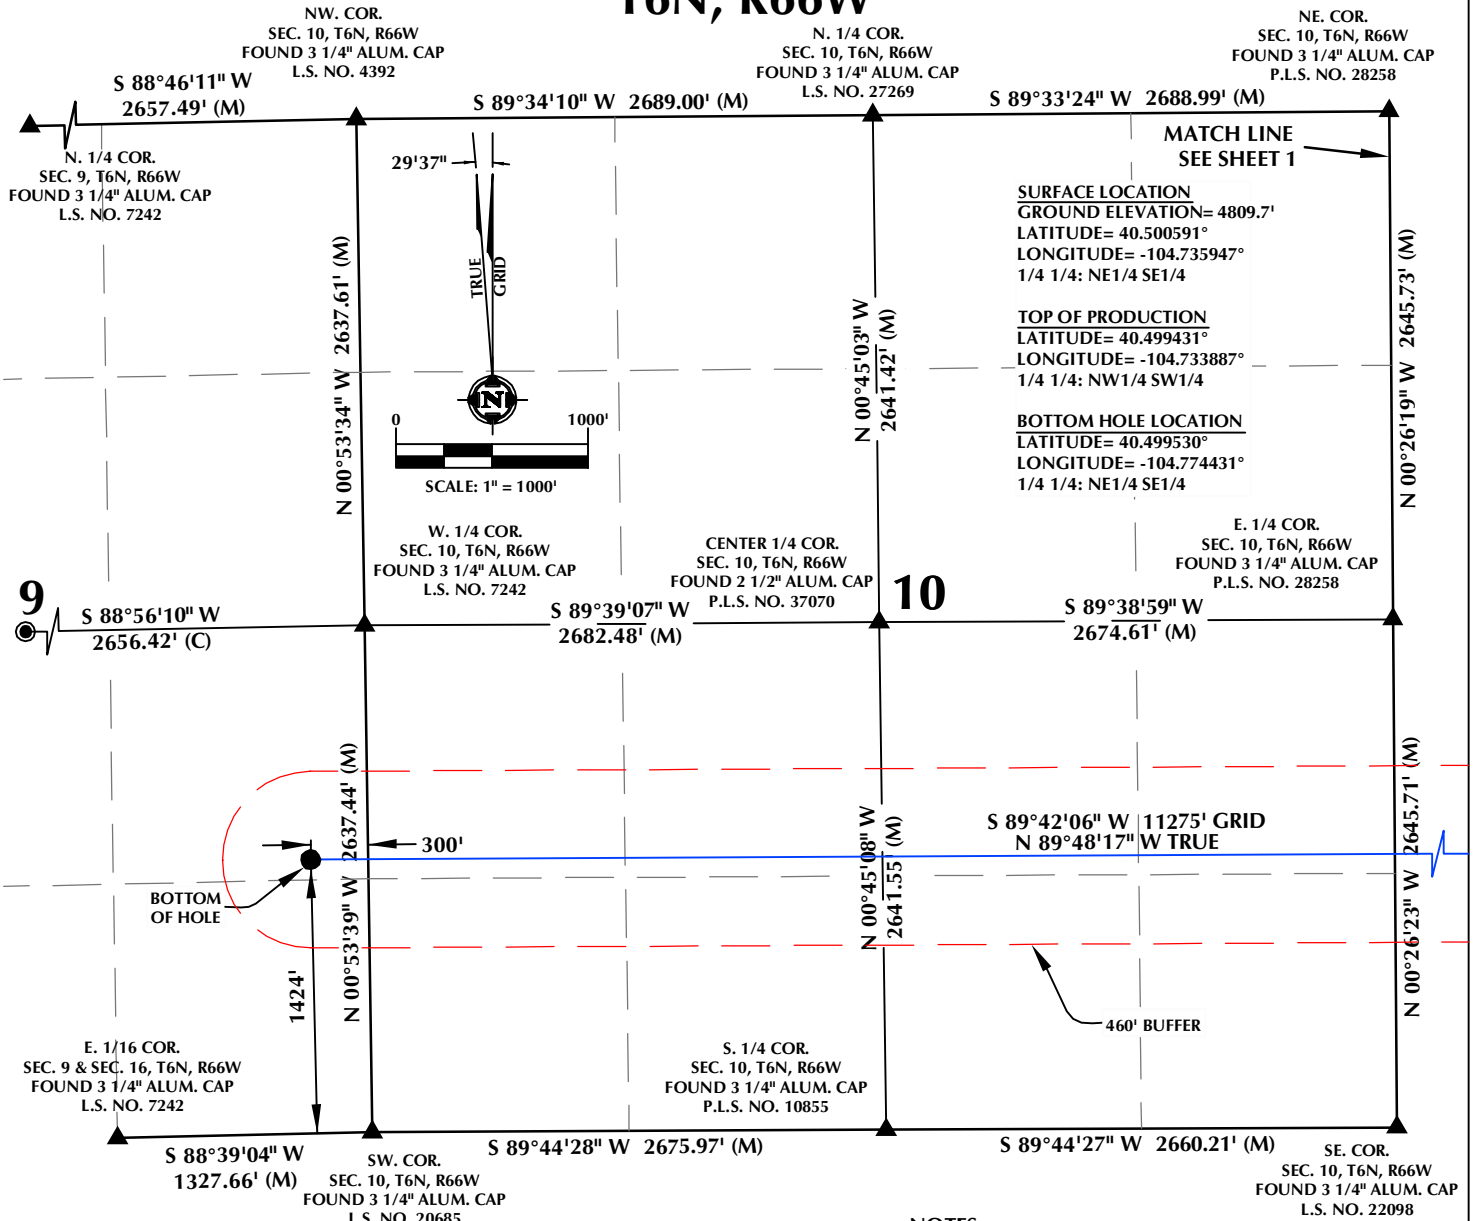 T6N, R66W
NW. COR.
SEC. 10, T6N, R66W
FOUND 3 1/4" ALUM. CAP
L.S. NO. 4392
N. 1/4 COR.
SEC. 10, T6N, R66W
FOUND 3 1/4" ALUM. CAP
L.S. NO. 27269
NE. COR.
SEC. 10, T6N, R66W
FOUND 3 1/4" ALUM. CAP
P.L.S. NO. 28258
S 88°46'11" W
2657.49' (M)
S 89°34'10" W 2689.00' (M)
S 89°33'24" W 2688.99' (M)
MATCH LINE
SEE SHEET 1
N. 1/4 COR.
SEC. 9, T6N, R66W
FOUND 3 1/4" ALUM. CAP
L.S. NO. 7242
29'37"
TRUE
GRID
N
0 1000'
SCALE: 1" = 1000'
SURFACE LOCATION
GROUND ELEVATION= 4809.7'
LATITUDE= 40.500591°
LONGITUDE= -104.735947°
1/4 1/4: NE1/4 SE1/4
TOP OF PRODUCTION
LATITUDE= 40.499431°
LONGITUDE= -104.733887°
1/4 1/4: NW1/4 SW1/4
BOTTOM HOLE LOCATION
LATITUDE= 40.499530°
LONGITUDE= -104.774431°
1/4 1/4: NE1/4 SE1/4
N 00°53'34" W 2637.61' (M)
N 00°45'03" W
2641.42' (M)
N 00°26'19" W 2645.73' (M)
W. 1/4 COR.
SEC. 10, T6N, R66W
FOUND 3 1/4" ALUM. CAP
L.S. NO. 7242
CENTER 1/4 COR.
SEC. 10, T6N, R66W
FOUND 2 1/2" ALUM. CAP
P.L.S. NO. 37070
E. 1/4 COR.
SEC. 10, T6N, R66W
FOUND 3 1/4" ALUM. CAP
P.L.S. NO. 28258
9
10
S 88°56'10" W
2656.42' (C)
S 89°39'07" W
2682.48' (M)
S 89°38'59" W
2674.61' (M)
N 00°53'39" W 2637.44' (M)
300'
S 89°42'06" W 11275' GRID
N 89°48'17" W TRUE
N 00°45'08" W
2641.55' (M)
N 00°26'23" W 2645.71' (M)
BOTTOM
OF HOLE
1424'
460' BUFFER
E. 1/16 COR.
SEC. 9 & SEC. 16, T6N, R66W
FOUND 3 1/4" ALUM. CAP
L.S. NO. 7242
S. 1/4 COR.
SEC. 10, T6N, R66W
FOUND 3 1/4" ALUM. CAP
P.L.S. NO. 10855
S 88°39'04" W
1327.66' (M)
S 89°44'28" W 2675.97' (M)
S 89°44'27" W 2660.21' (M)
SW. COR.
SEC. 10, T6N, R66W
FOUND 3 1/4" ALUM. CAP
L.S. NO. 20685
SE. COR.
SEC. 10, T6N, R66W
FOUND 3 1/4" ALUM. CAP
L.S. NO. 22098
NOTES